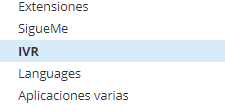 Extensiones
SigueMe
IVR
Languages
Aplicaciones varias